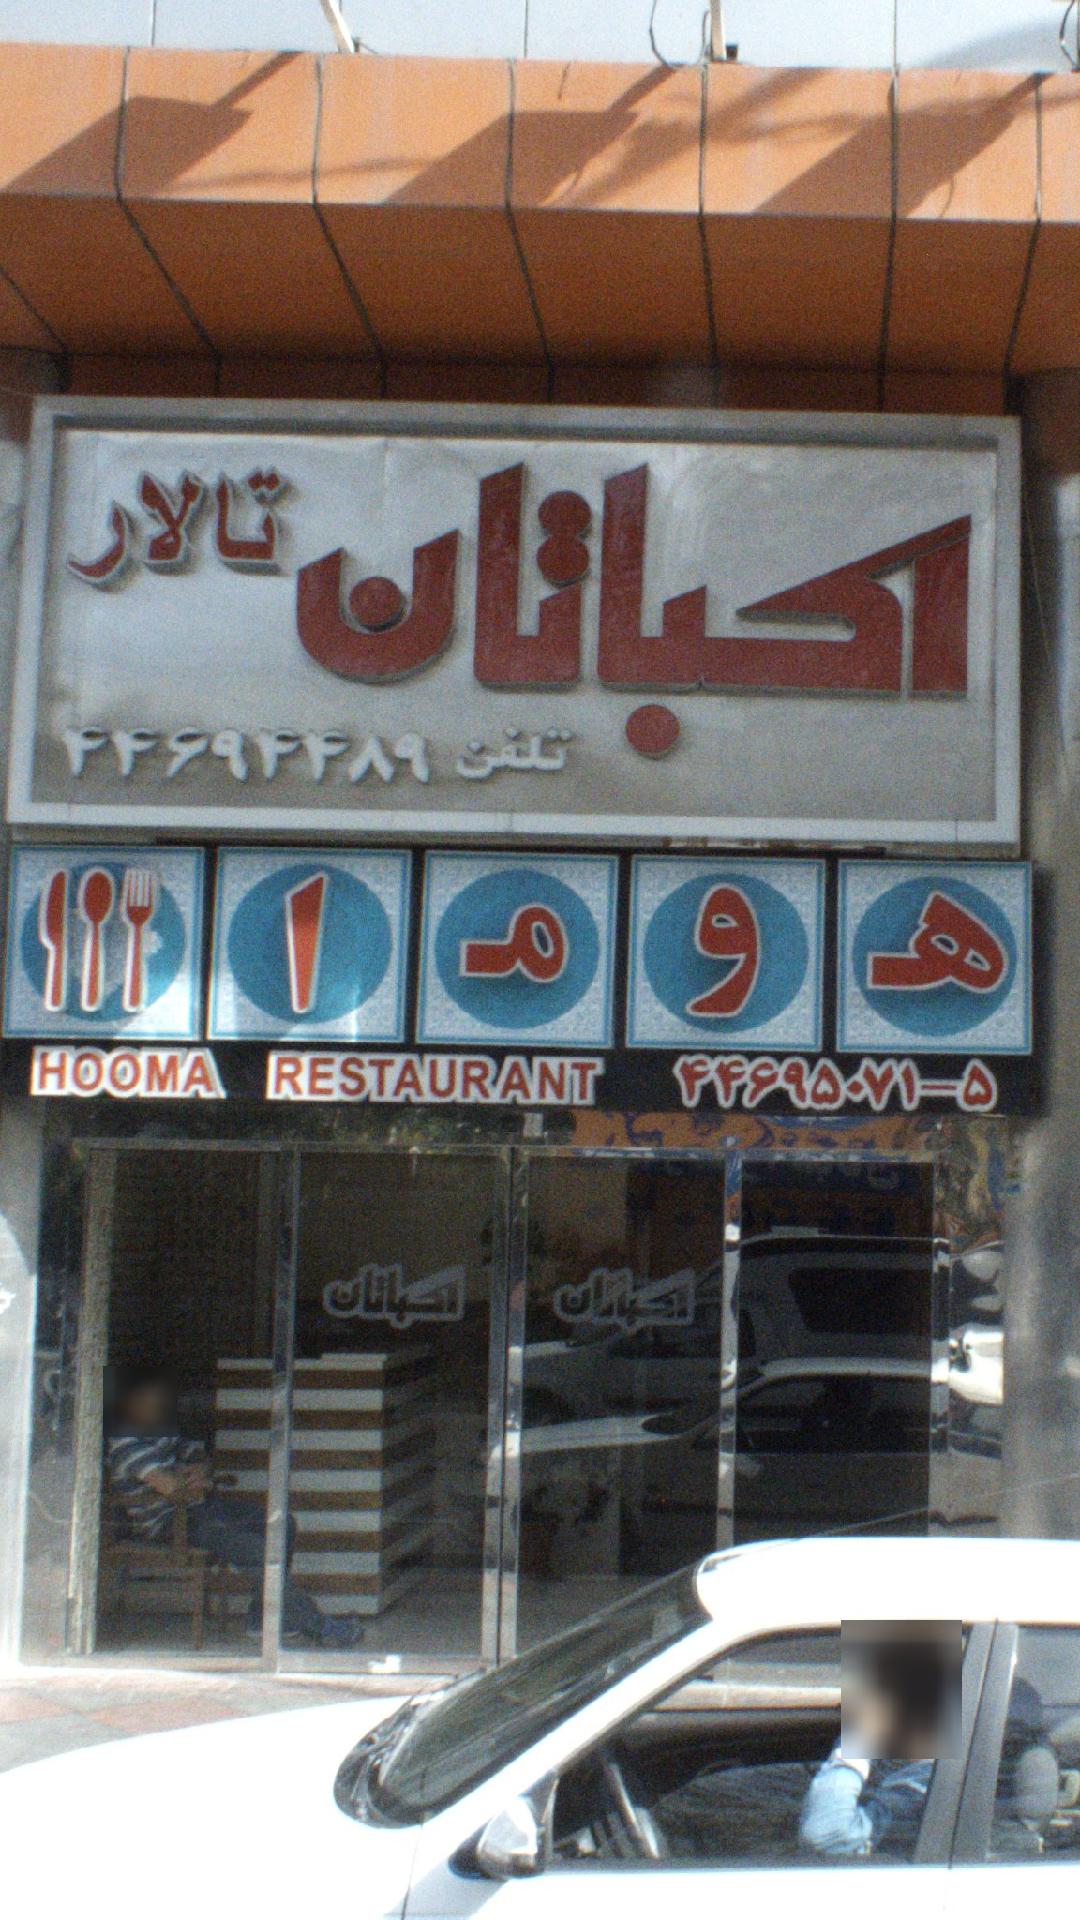 تالار
اکباتان
تلفن ۴۴۶۹۴۴۸۹
هوما
HOOMA RESTAURANT ۴۴۶۹۵۰۷۱-۵
اکباتان
اکباتان